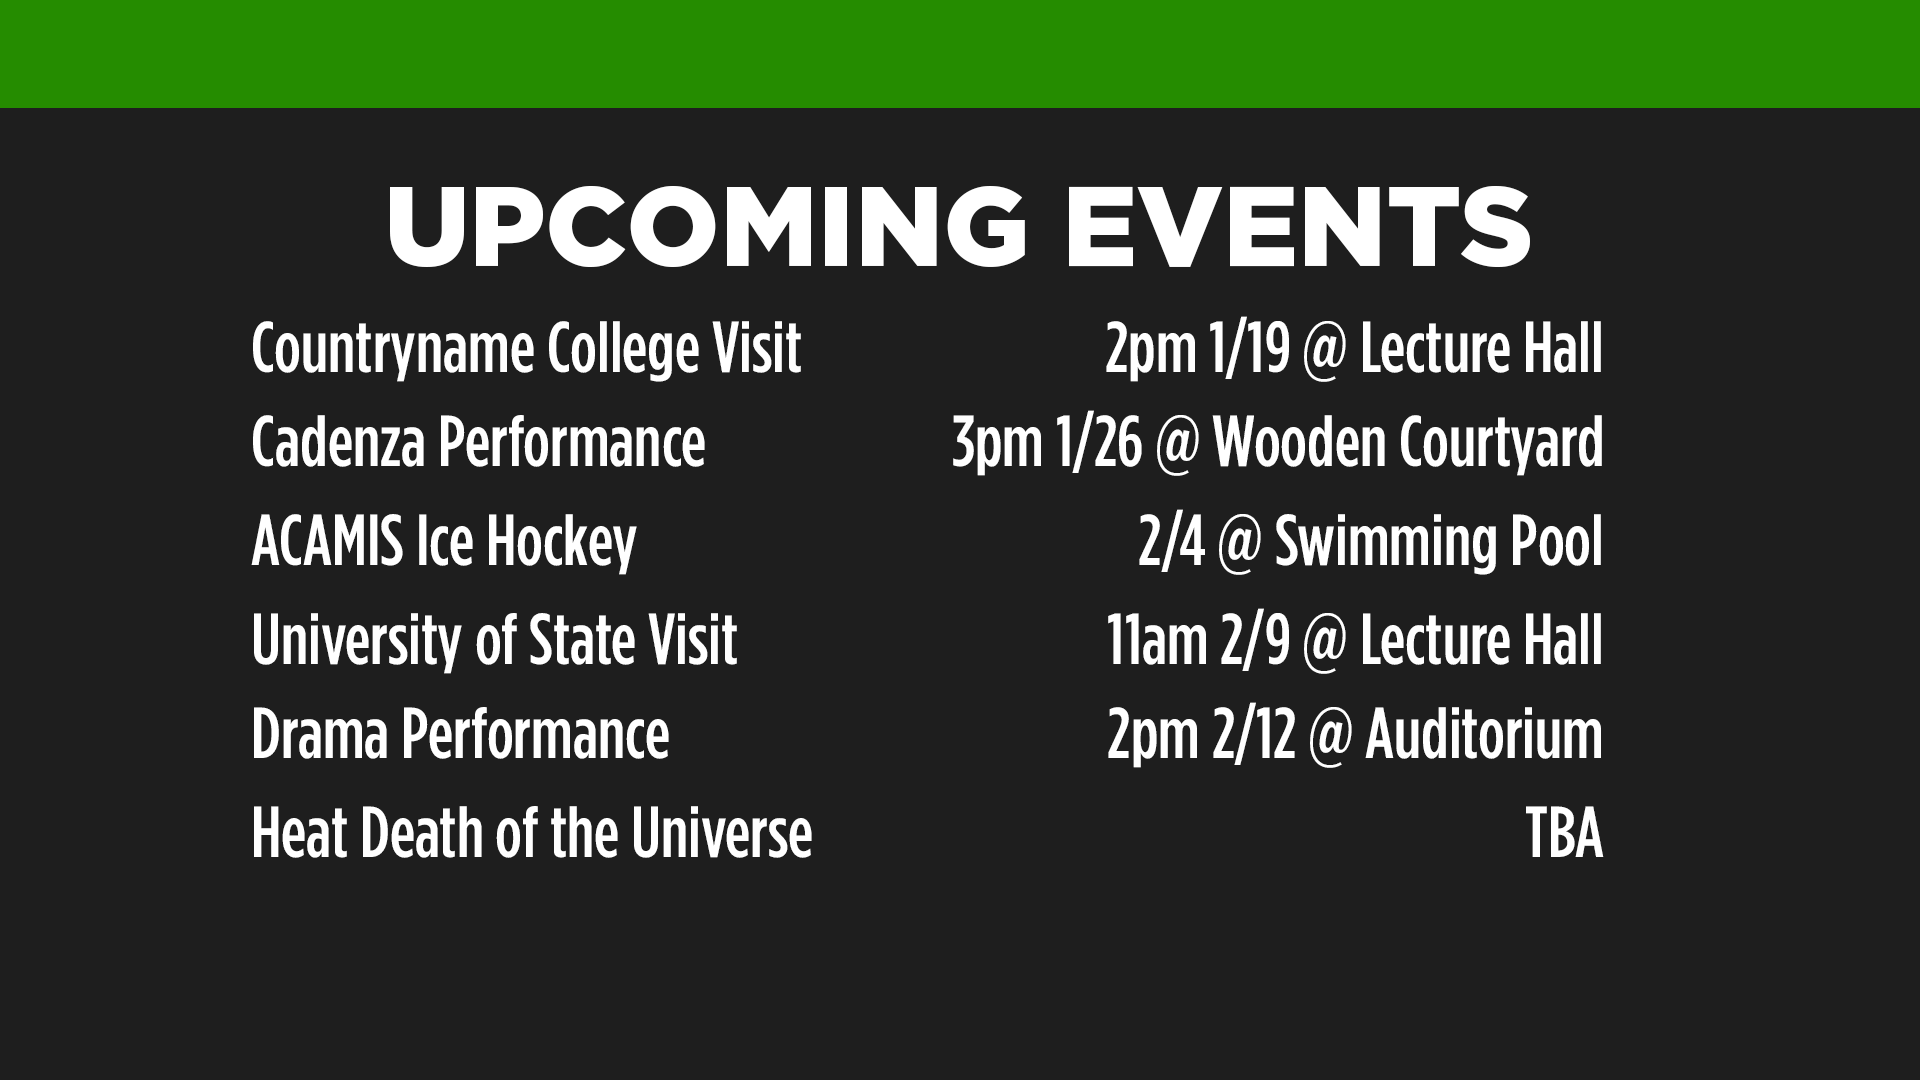 UPCOMING EVENTS
Countryname College Visit 2pm 1/19 @ Lecture Hall
Cadenza Performance 3pm 1/26 @ Wooden Courtyard
ACAMIS Ice Hockey 2/4 @ Swimming Pool
University of State Visit 11am 2/9 @ Lecture Hall
Drama Performance 2pm 2/12 @ Auditorium
Heat Death of the Universe TBA